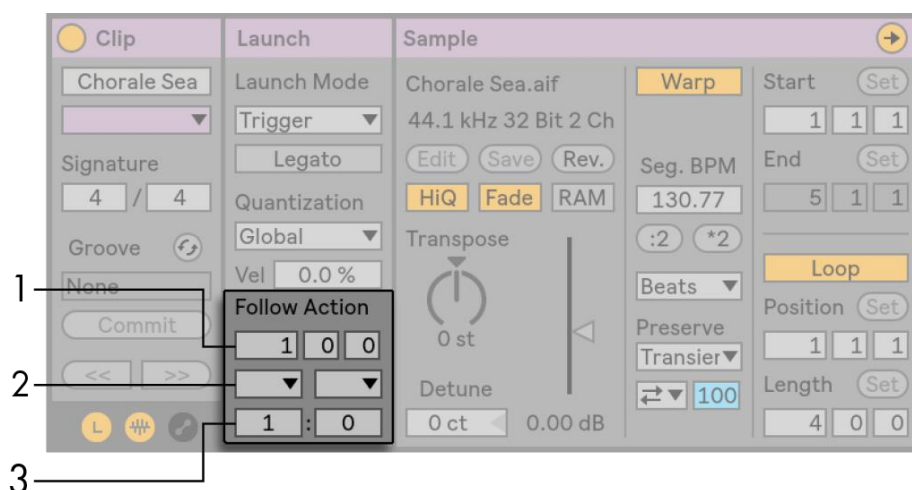 Clip
Chorale Sea
Signature
4 / 4
Groove
None
Commit
<< >>
L
Launch
Launch Mode
Trigger
Legato
Quantization
Global
Vel 0.0 %
Follow Action
1 0 0
1 : 0
Sample
Chorale Sea.aif
44.1 kHz 32 Bit 2 Ch
Edit Save Rev.
HiQ Fade RAM
Transpose
0 st
Detune
0 ct 0.00 dB
Warp
Seg. BPM
130.77
:2 *2
Beats
Preserve
Transier
100
Start Set
1 1 1
End Set
5 1 1
Loop
Position Set
1 1 1
Length Set
4 0 0
1
2
3